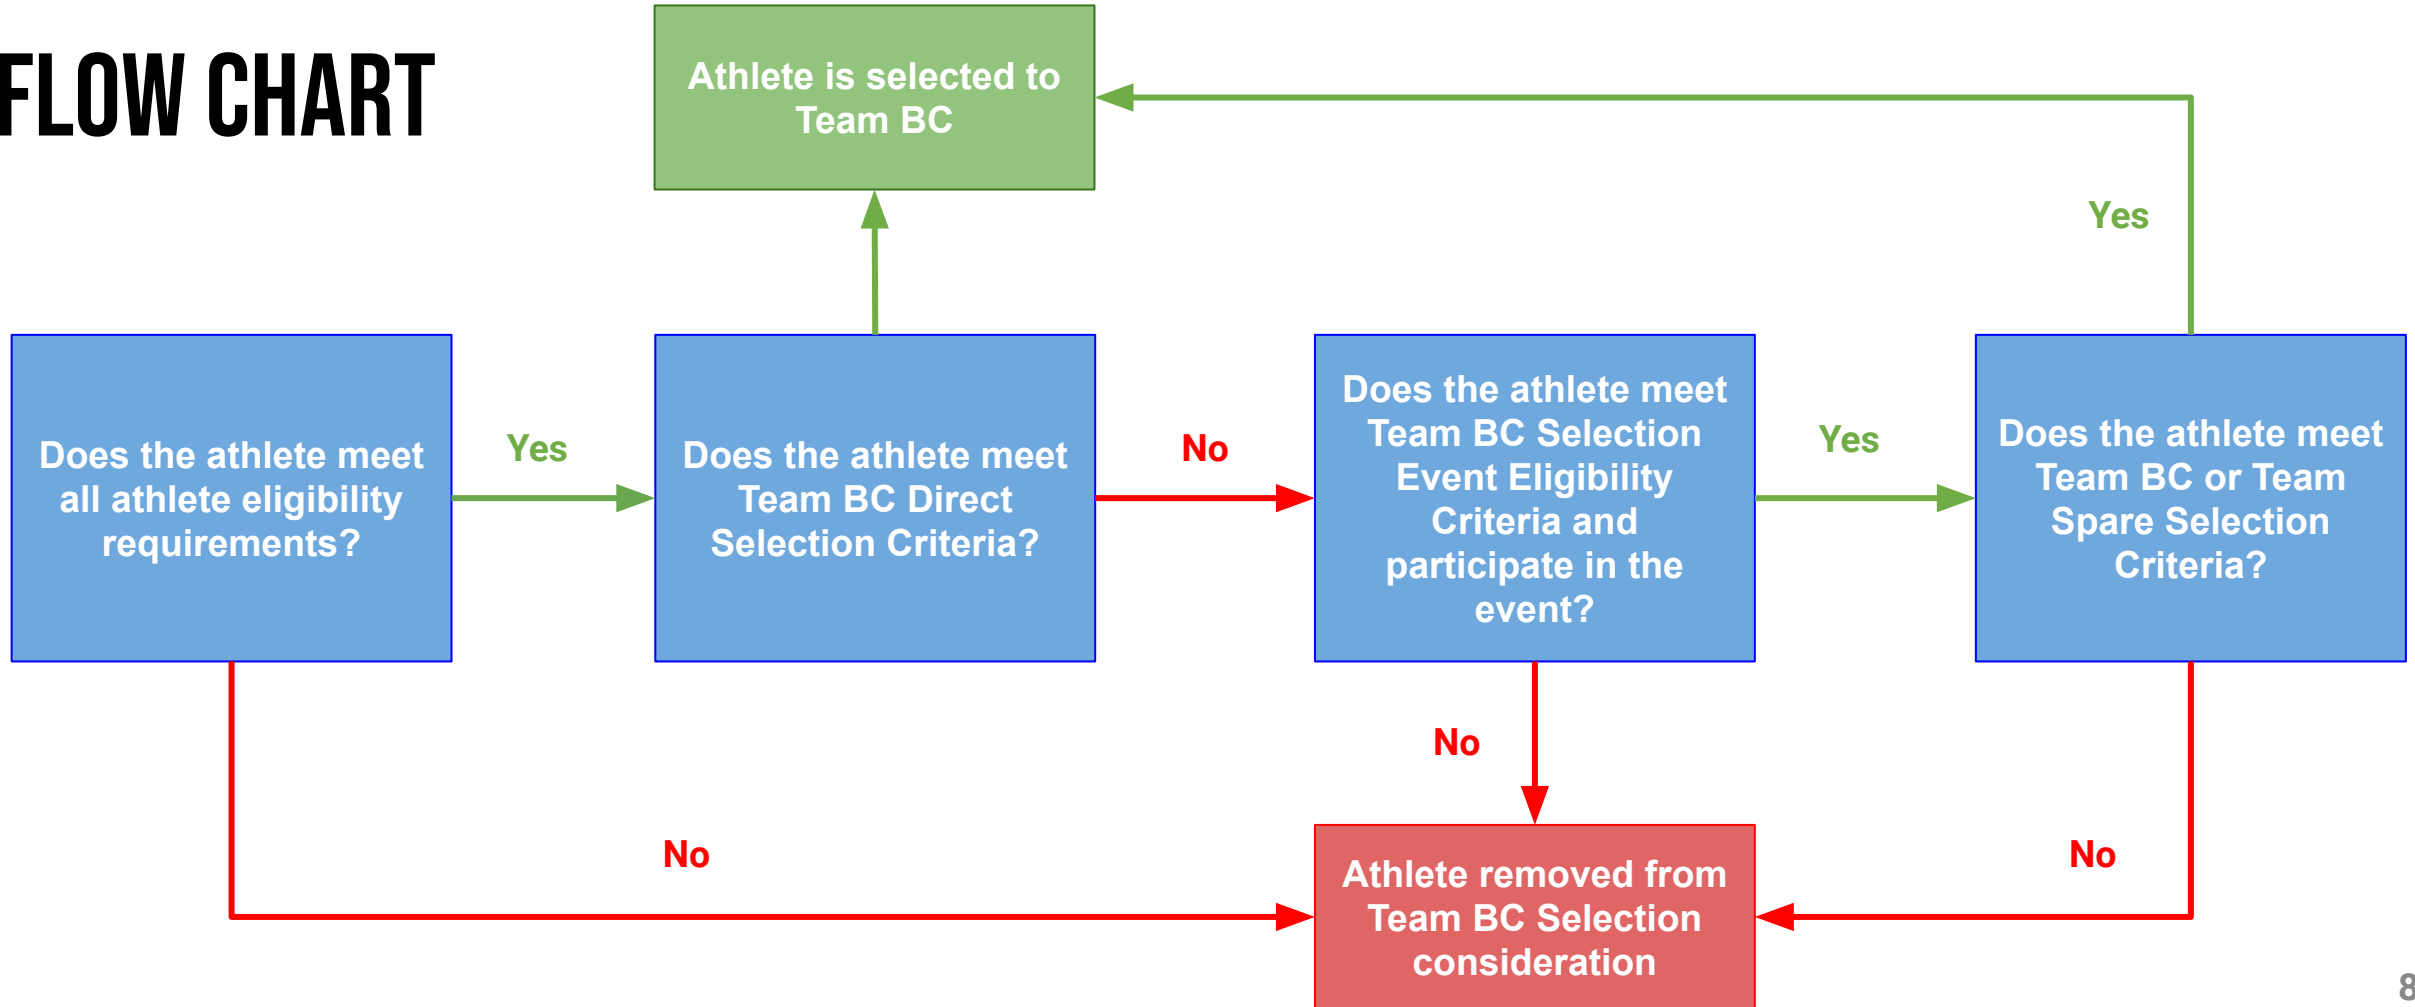 FLOW CHART
Athlete is selected to
Team BC
Yes
Does the athlete meet
all athlete eligibility
requirements?
Yes
Does the athlete meet
Team BC Direct
Selection Criteria?
No
Does the athlete meet
Team BC Selection
Event Eligibility
Criteria and
participate in the
event?
Yes
Does the athlete meet
Team BC or Team
Spare Selection
Criteria?
No
No
No
Athlete removed from
Team BC Selection
consideration
8